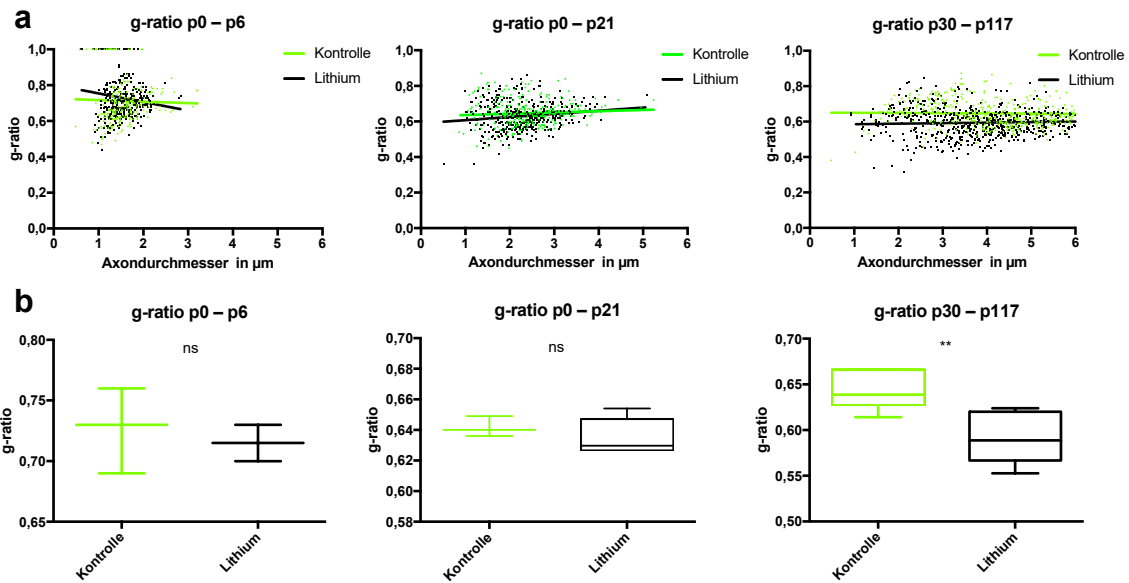 a
g-ratio p0 – p6
1,0
0,8
0,6
0,4
0,2
0,0
g-ratio
0 1 2 3 4 5 6
Axondurchmesser in µm
Kontrolle
Lithium
g-ratio p0 – p21
1,0
0,8
0,6
0,4
0,2
0,0
g-ratio
0 1 2 3 4 5 6
Axondurchmesser in µm
Kontrolle
Lithium
g-ratio p30 – p117
1,0
0,8
0,6
0,4
0,2
0,0
g-ratio
0 1 2 3 4 5 6
Axondurchmesser in µm
Kontrolle
Lithium
b
g-ratio p0 – p6
ns
0,80
0,75
0,70
0,65
g-ratio
Kontrolle
Lithium
g-ratio p0 – p21
ns
0,70
0,68
0,66
0,64
0,62
0,60
0,58
g-ratio
Kontrolle
Lithium
g-ratio p30 – p117
**
0,70
0,65
0,60
0,55
0,50
g-ratio
Kontrolle
Lithium